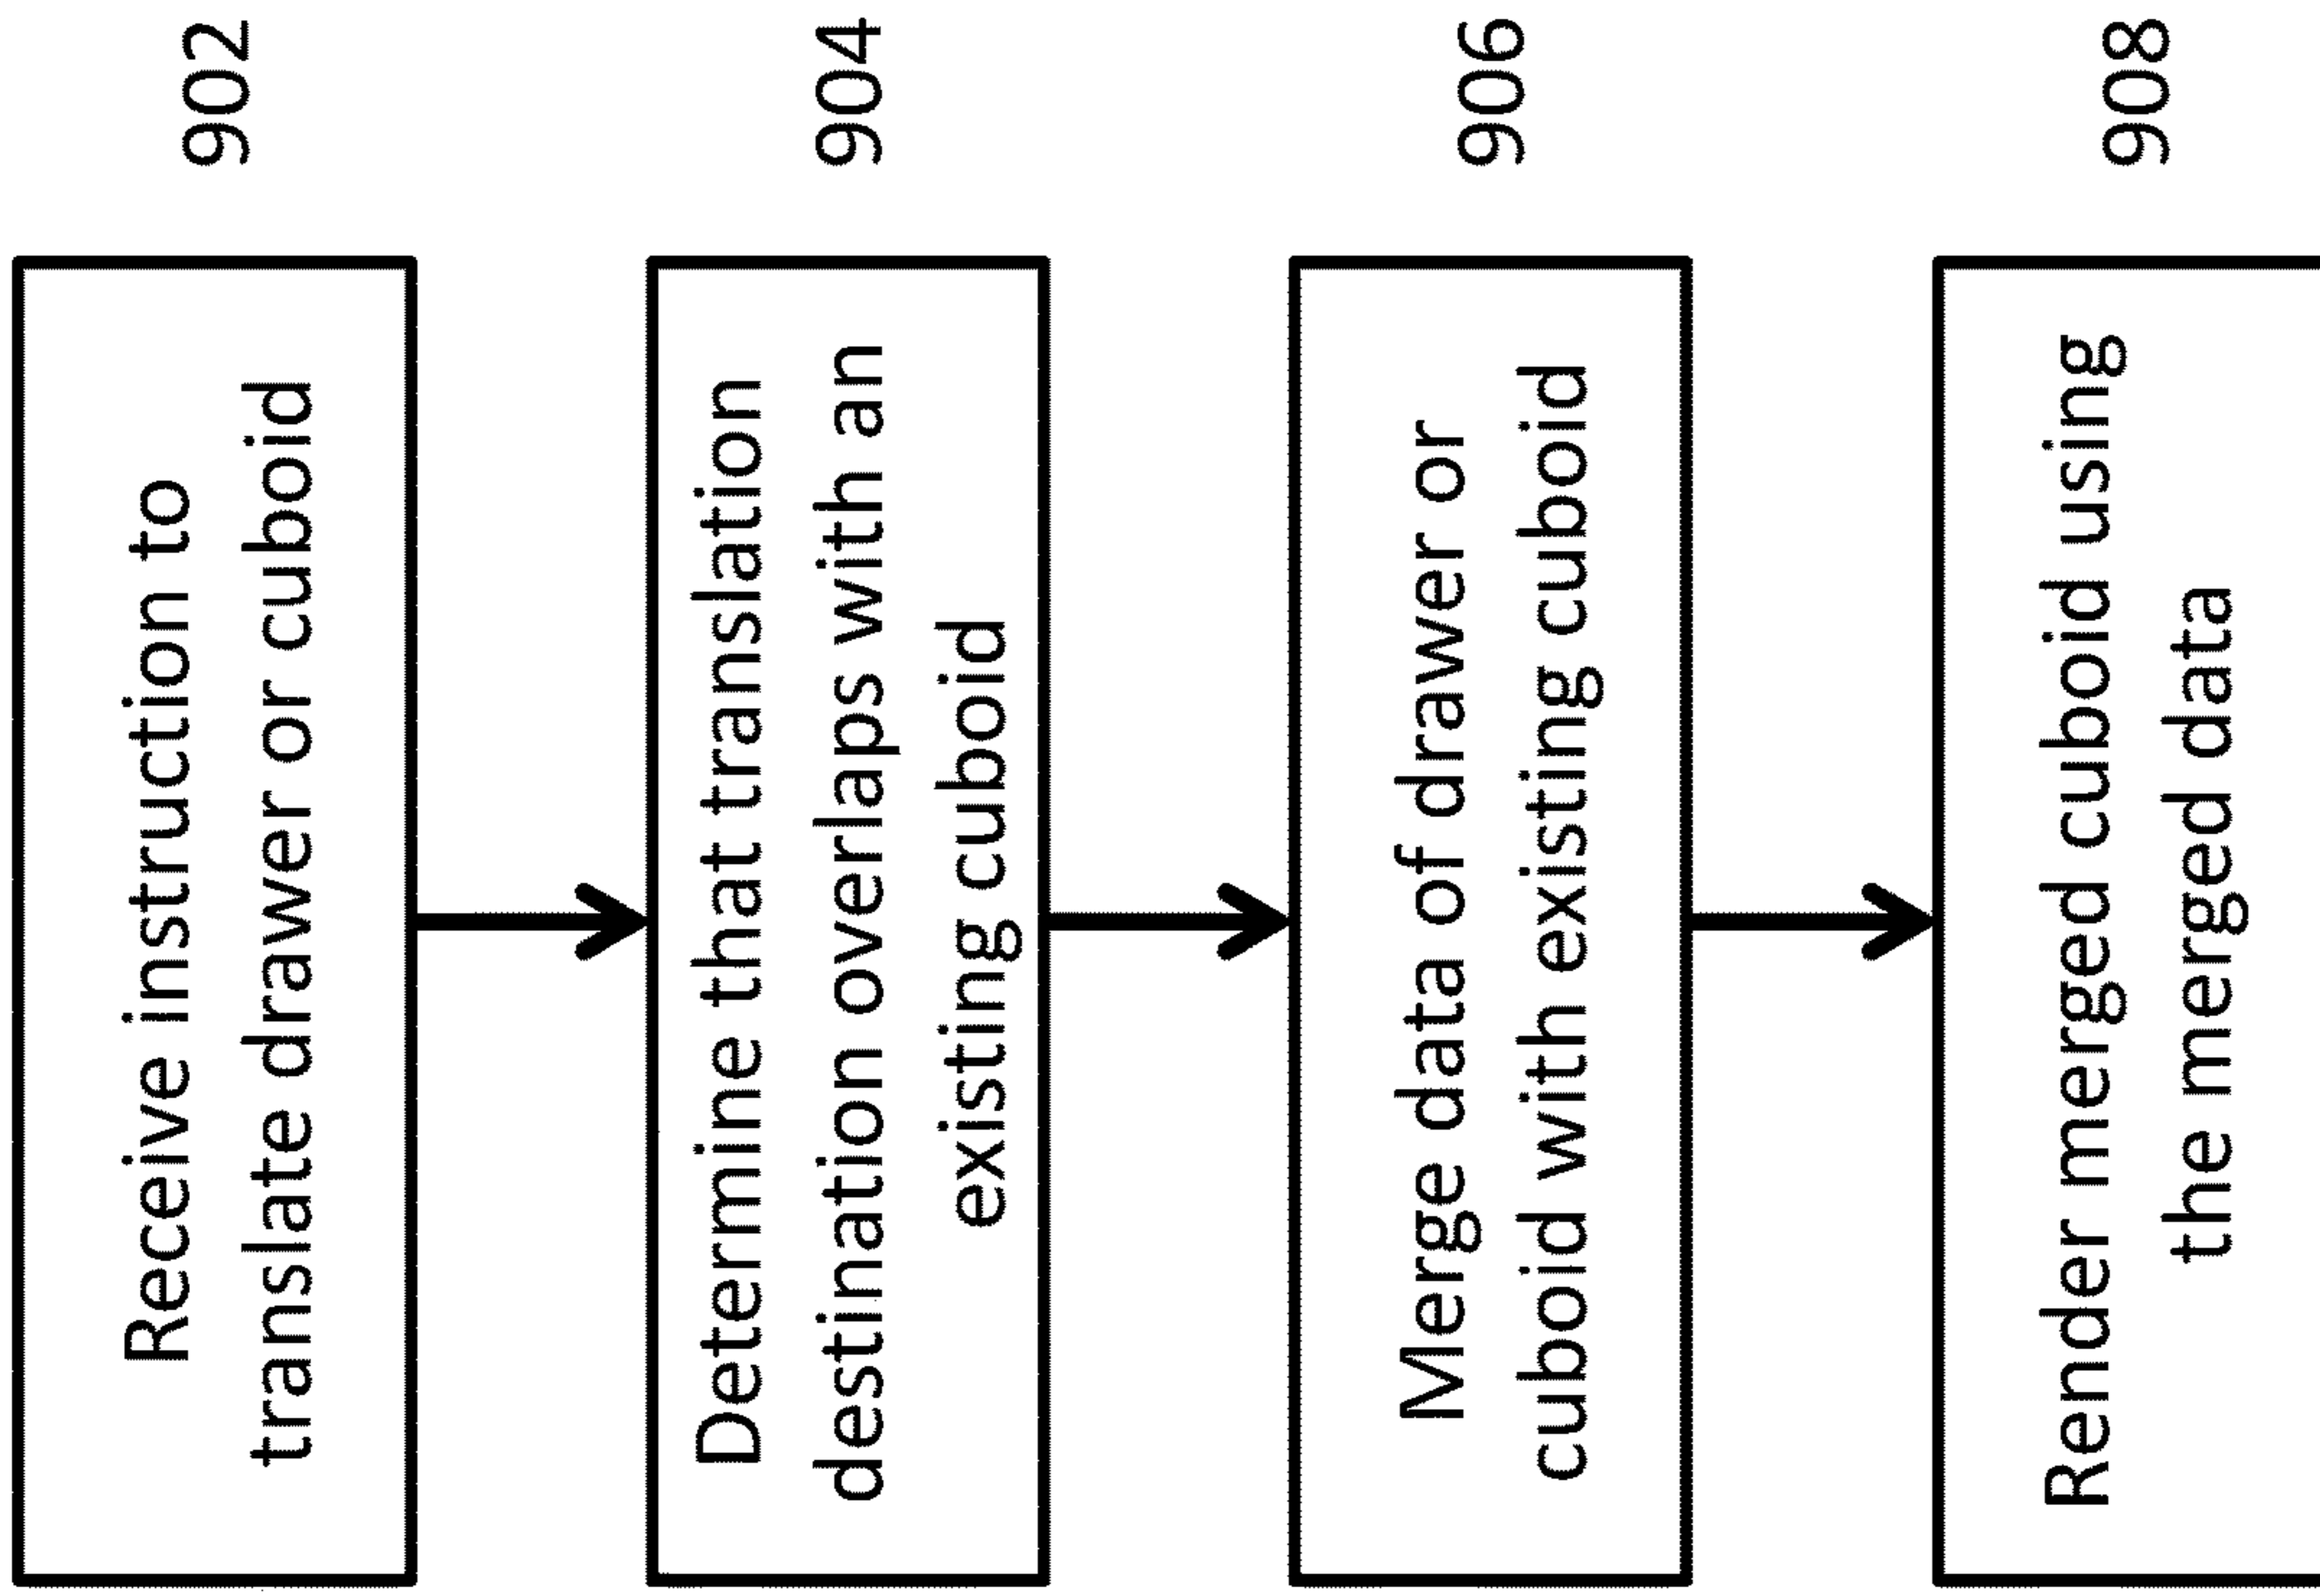 Receive instruction to
translate drawer or cuboid
902
Determine that translation
destination overlaps with an
existing cuboid
904
Merge data of drawer or
cuboid with existing cuboid
906
Render merged cuboid using
the merged data
908